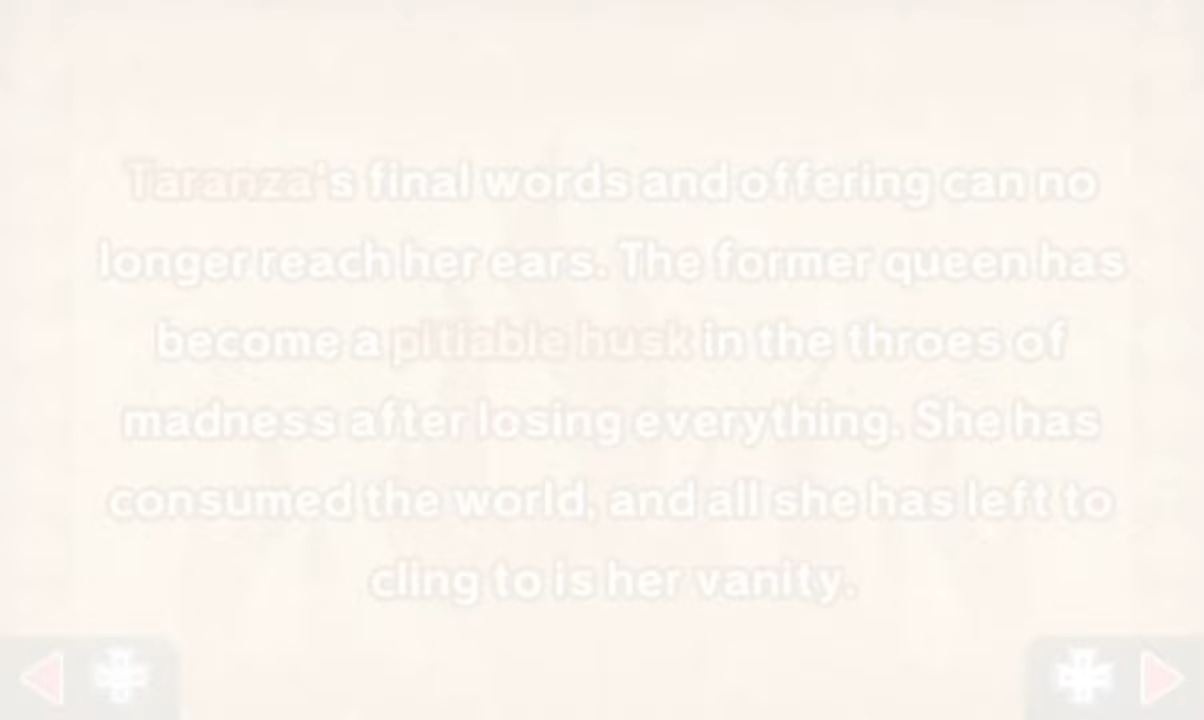 Taranza's final words and offering can no
longer reach her ears. The former queen has
become a pitiable husk in the throes of
madness after losing everything. She has
consumed the world, and all she has left to
cling to is her vanity.